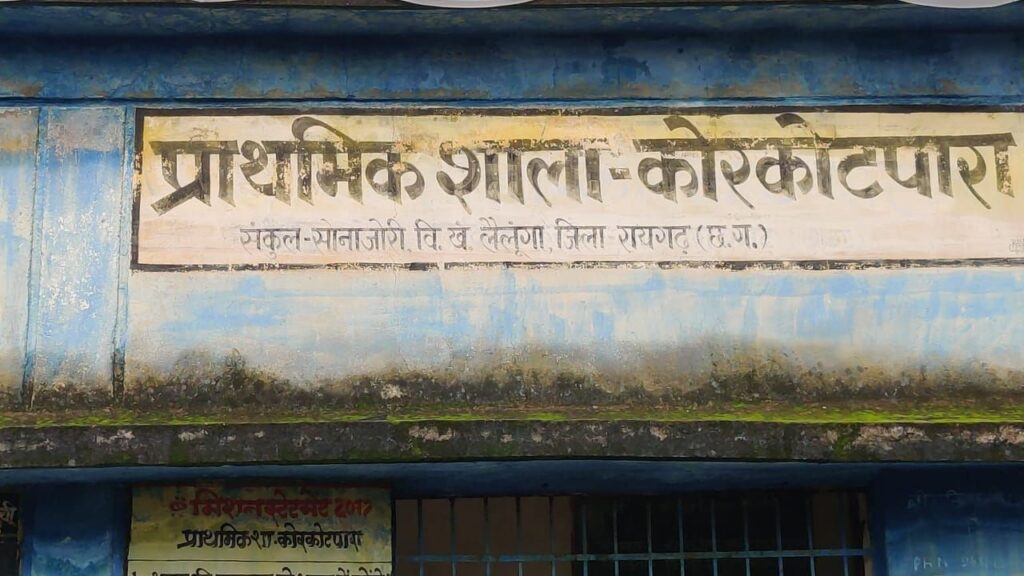 प्राथमिक शाला-कोरकोटपारा
संकुल-सोनाजोरी वि.खं. लैलूंगा जिला-रायगढ़ (छ.ग.)
प्राथमिक शा.-कोरकोटपारा